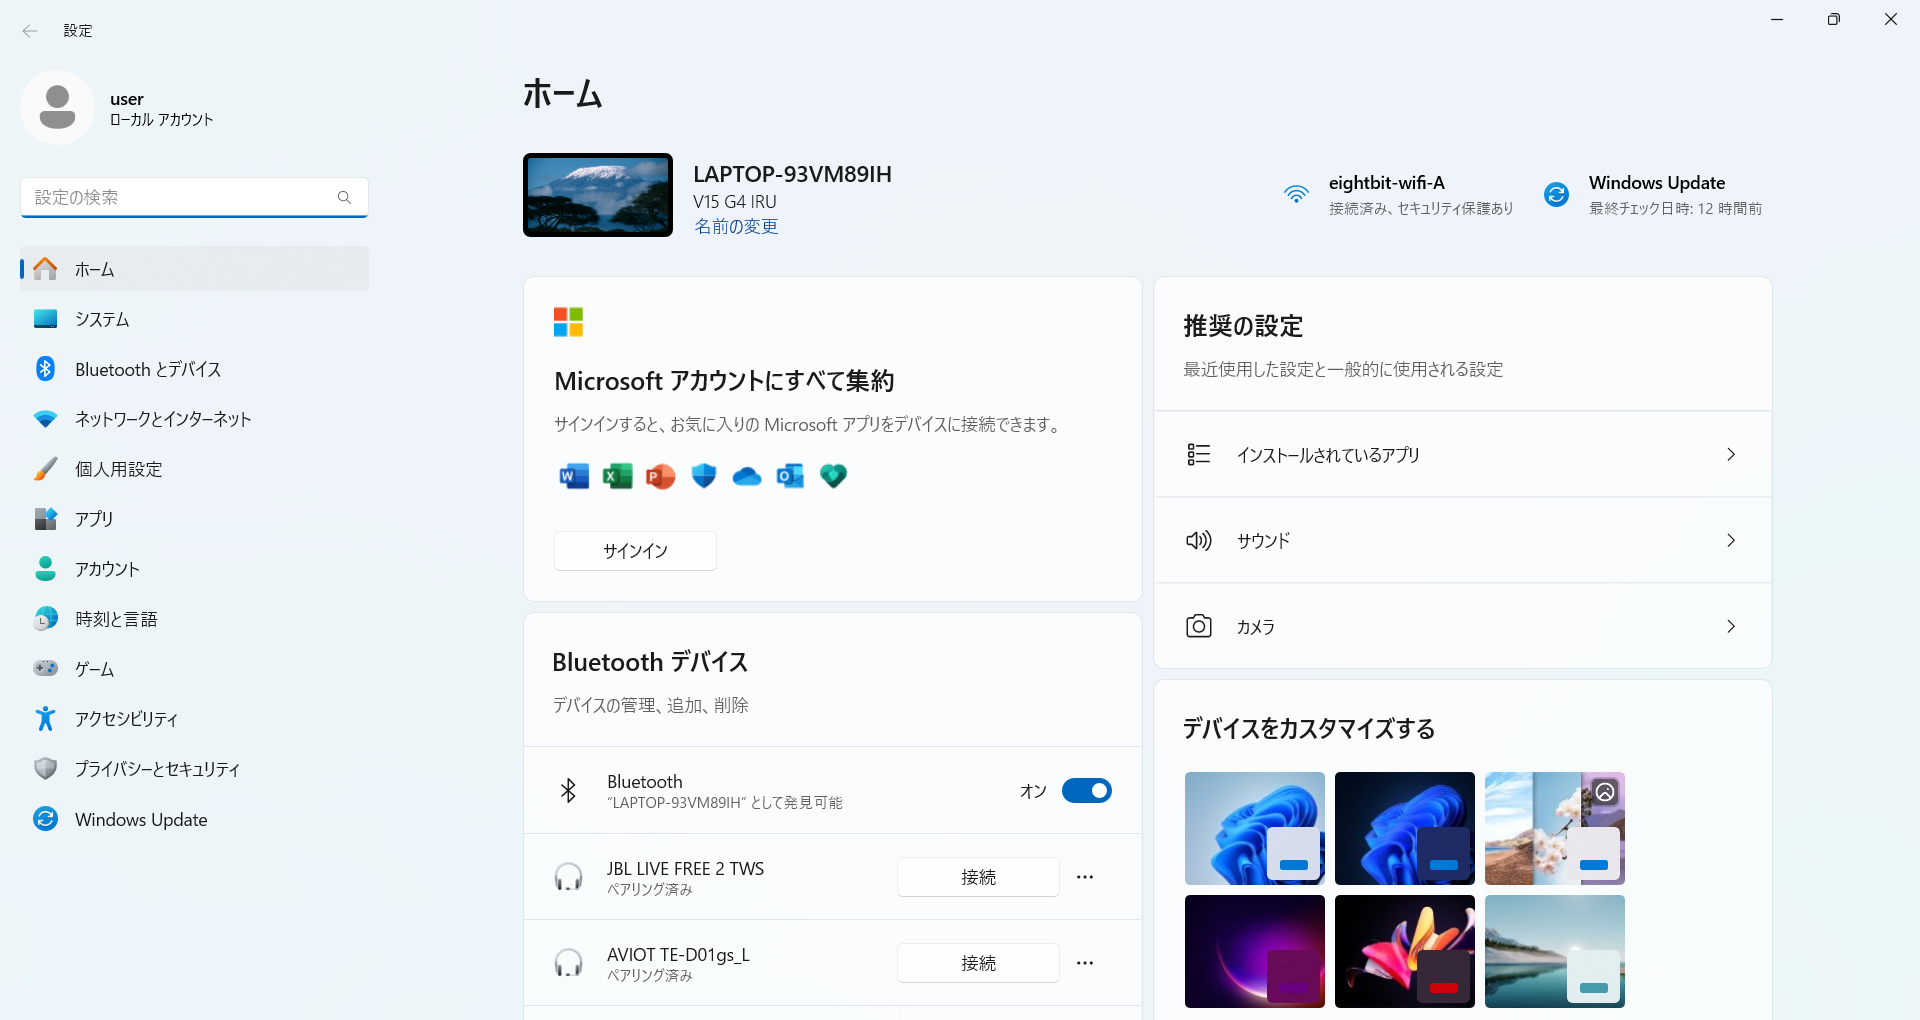 設定
user
ローカル アカウント
設定の検索
ホーム
システム
Bluetooth とデバイス
ネットワークとインターネット
個人用設定
アプリ
アカウント
時刻と言語
ゲーム
アクセシビリティ
プライバシーとセキュリティ
Windows Update
ホーム
LAPTOP-93VM89IH
V15 G4 IRU
名前の変更
eightbit-wifi-A
接続済み、セキュリティ保護あり
Windows Update
最終チェック日時: 12 時間前
Microsoft アカウントにすべて集約
サインインすると、お気に入りの Microsoft アプリをデバイスに接続できます。
サインイン
Bluetooth デバイス
デバイスの管理、追加、削除
Bluetooth
“LAPTOP-93VM89IH” として発見可能
オン
JBL LIVE FREE 2 TWS
ペアリング済み
接続
AVIOT TE-D01gs_L
ペアリング済み
接続
推奨の設定
最近使用した設定と一般的に使用される設定
インストールされているアプリ
サウンド
カメラ
デバイスをカスタマイズする